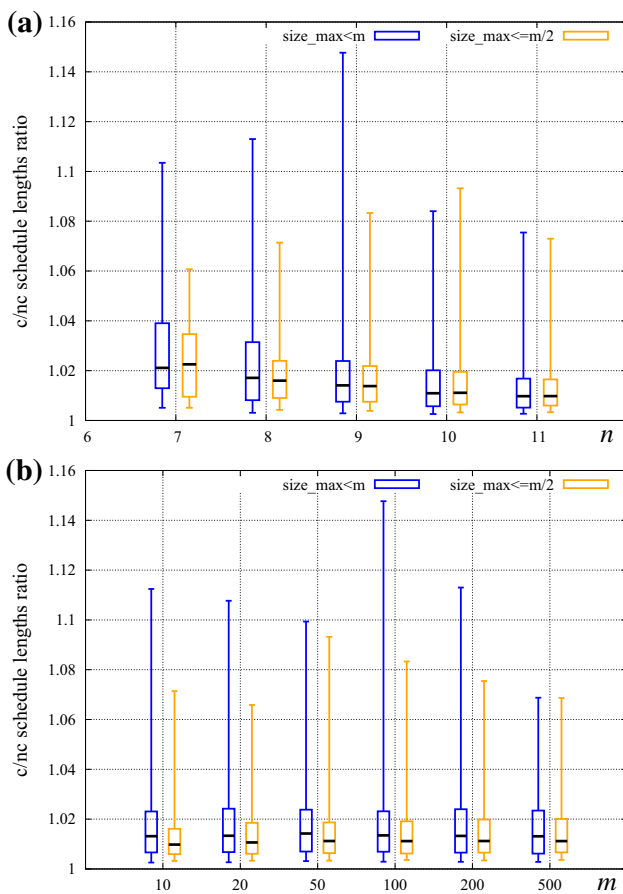 (a)
1.16
size_max<m
size_max<=m/2
1.14
1.12
1.1
1.08
1.06
1.04
1.02
1
c/nc schedule lengths ratio
6 7 8 9 10 11 n
(b)
1.16
size_max<m
size_max<=m/2
1.14
1.12
1.1
1.08
1.06
1.04
1.02
1
c/nc schedule lengths ratio
10 20 50 100 200 500 m